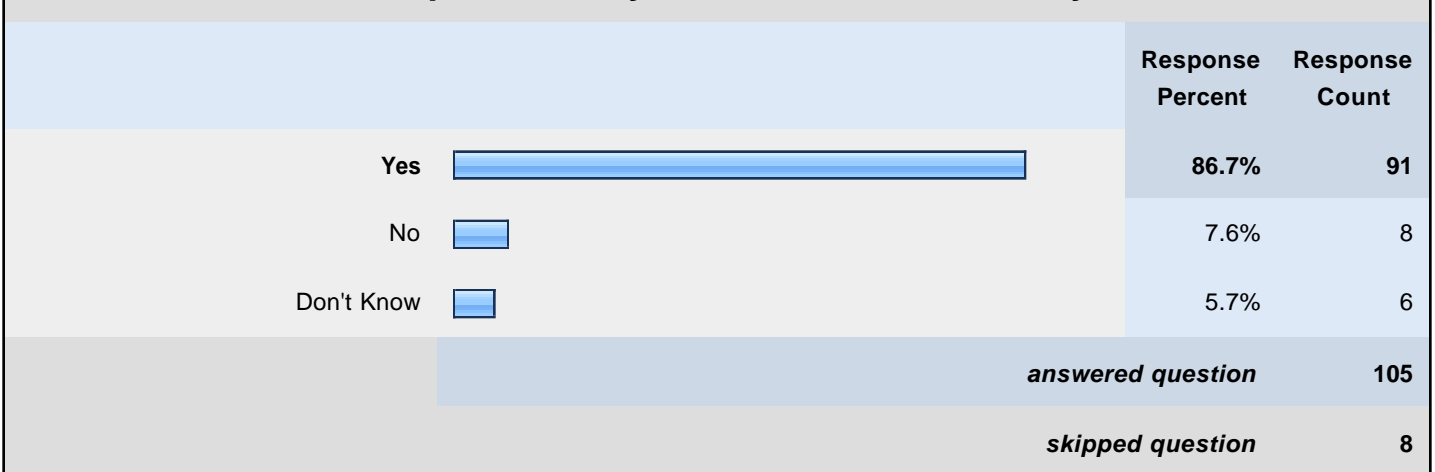 Response Response
Percent Count
Yes 86.7% 91
No 7.6% 8
Don't Know 5.7% 6
answered question 105
skipped question 8